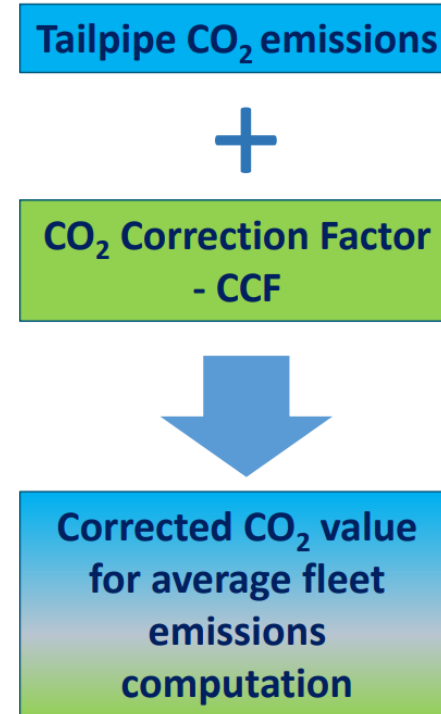 Tailpipe CO₂ emissions
+
CO₂ Correction Factor
- CCF
Corrected CO₂ value
for average fleet
emissions
computation